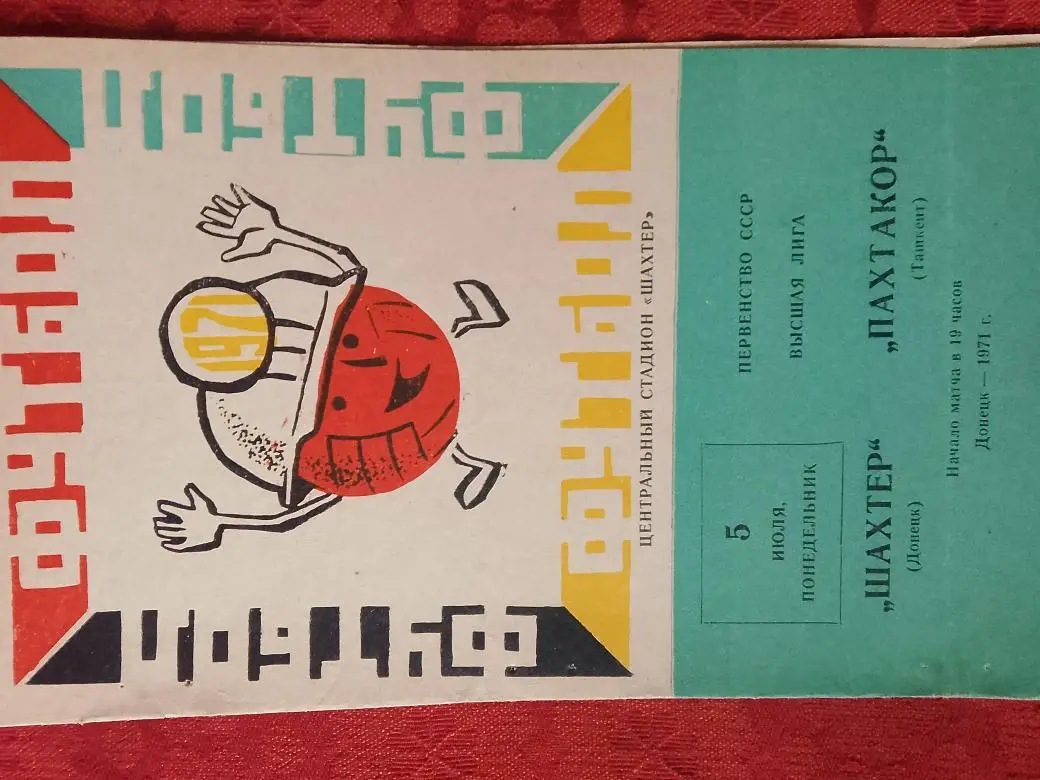 ФУТБОЛ
ФУТБОЛ
ФУТБОЛ
1971
ФУТБОЛ
ЦЕНТРАЛЬНЫЙ СТАДИОН «ШАХТЕР»
5
ИЮЛЯ,
ПОНЕДЕЛЬНИК
ПЕРВЕНСТВО СССР
ВЫСШАЯ ЛИГА
„ШАХТЕР“ „ПАХТАКОР“
(Донецк) (Ташкент)
Начало матча в 19 часов
Донецк — 1971 г.